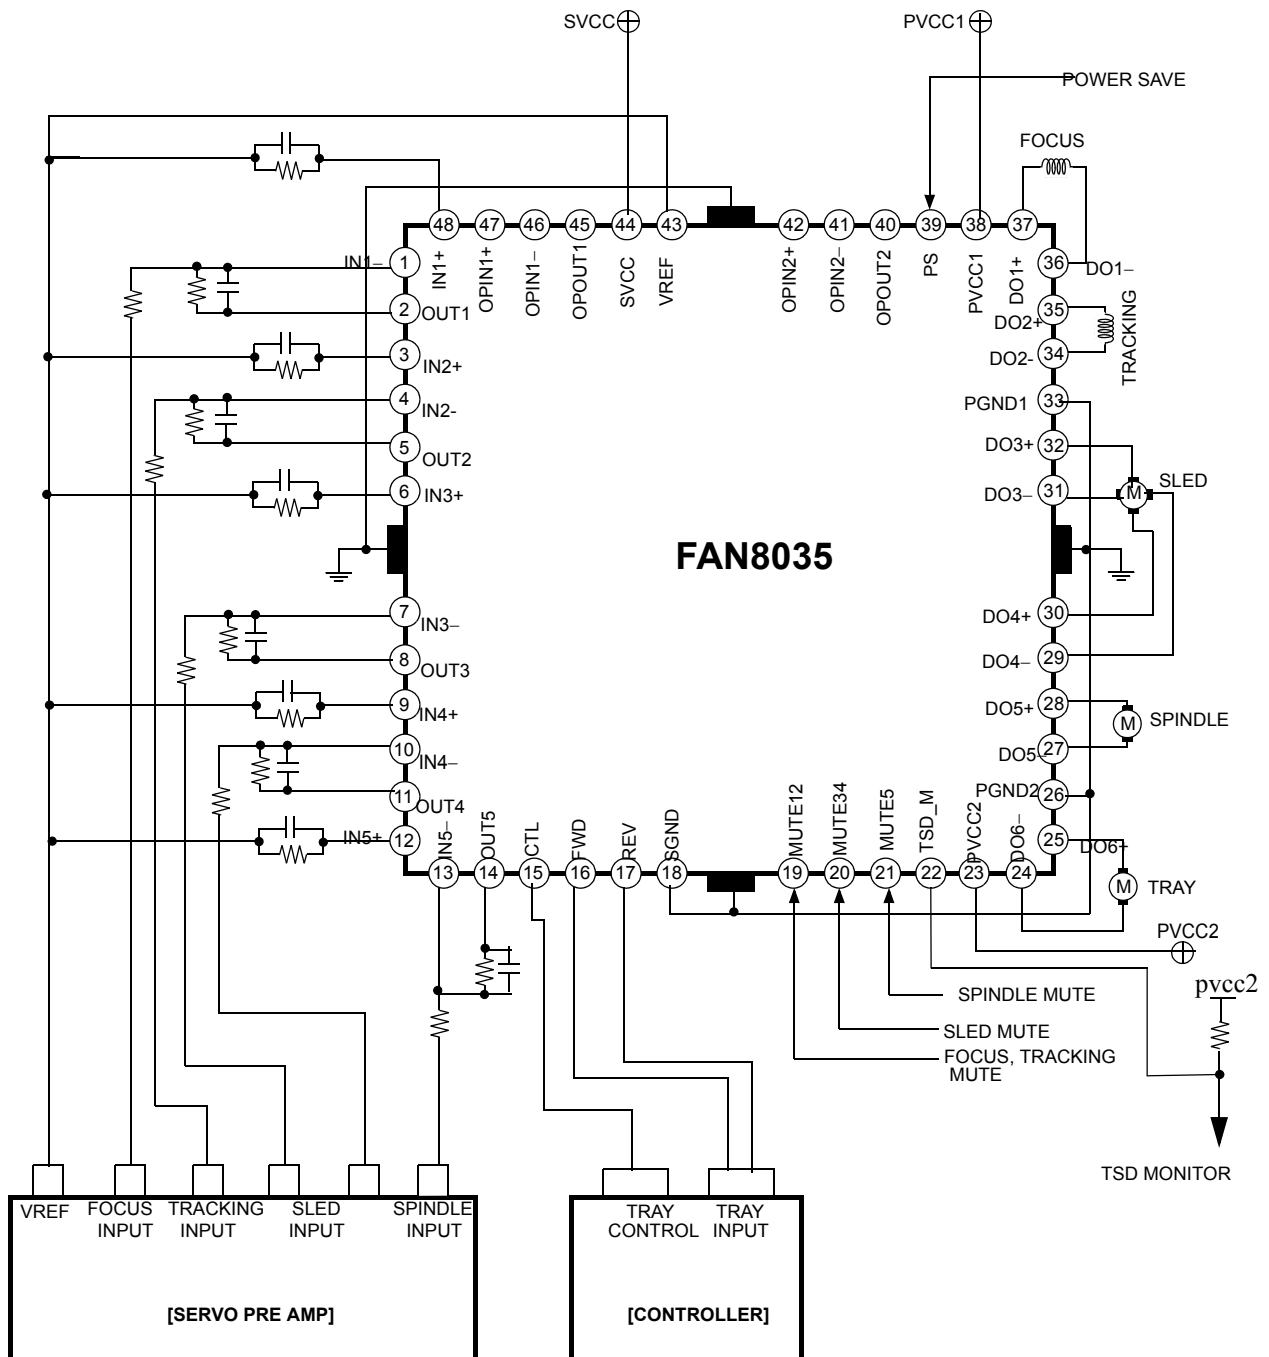 SVCC
PVCC1
POWER SAVE
FOCUS
48
47
46
45
44
43
42
41
40
39
38
37
IN1+
OPIN1+
OPIN1–
OPOUT1
SVCC
VREF
OPIN2+
OPIN2–
OPOUT2
PS
PVCC1
DO1+
IN1–
1
2
OUT1
3
IN2+
4
IN2-
5
OUT2
6
IN3+
7
IN3–
8
OUT3
9
IN4+
10
IN4–
11
OUT4
IN5+
12
FAN8035
36
DO1–
35
DO2+
34
DO2-
TRACKING
33
PGND1
32
DO3+
31
DO3–
M
SLED
30
DO4+
29
DO4–
28
DO5+
27
DO5–
M
SPINDLE
26
PGND2
25
DO6+
IN5–
OUT5
CTL
FWD
REV
SGND
MUTE12
MUTE34
MUTE5
TSD_M
PVCC2
DO6–
13
14
15
16
17
18
19
20
21
22
23
24
M
TRAY
PVCC2
pvcc2
SPINDLE MUTE
SLED MUTE
FOCUS, TRACKING
MUTE
TSD MONITOR
VREF
FOCUS
INPUT
TRACKING
INPUT
SLED
INPUT
SPINDLE
INPUT
TRAY
CONTROL
TRAY
INPUT
[SERVO PRE AMP]
[CONTROLLER]